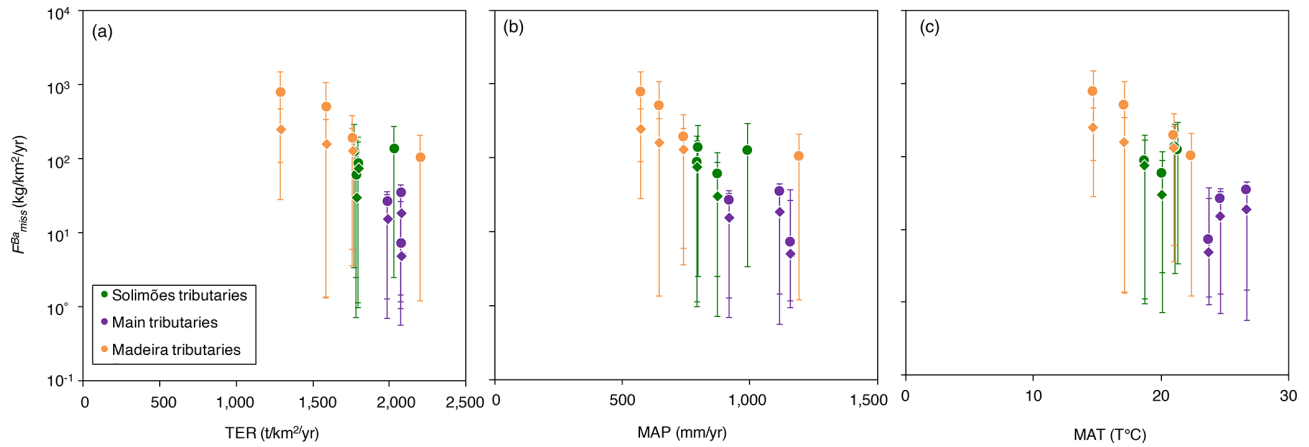 (a)
(b)
(c)
10⁴
10³
10²
10¹
10⁰
10⁻¹
Fᴮᵃₘᵢₛₛ (kg/km²/yr)
Solimões tributaries
Main tributaries
Madeira tributaries
0 500 1,000 1,500 2,000 2,500
0 500 1,000 1,500
0 10 20 30
TER (t/km²/yr)
MAP (mm/yr)
MAT (T°C)